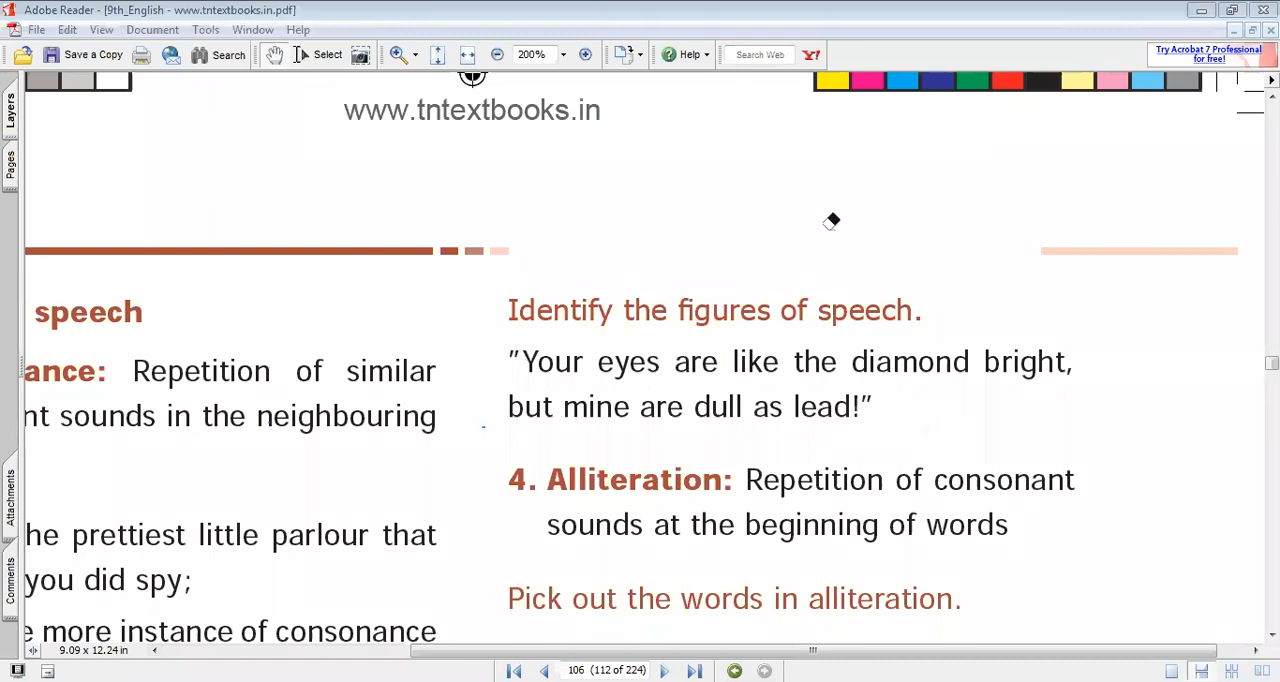 Adobe Reader - [9th_English - www.tntextbooks.in.pdf]
File Edit View Document Tools Window Help
Save a Copy Search Select 200% Help Search Web Y! Try Acrobat 7 Professional for free!
Layers
Pages
Attachments
Comments
www.tntextbooks.in
speech
ance: Repetition of similar
nt sounds in the neighbouring
he prettiest little parlour that
you did spy;
e more instance of consonance
Identify the figures of speech.
”Your eyes are like the diamond bright,
but mine are dull as lead!”
4. Alliteration: Repetition of consonant
sounds at the beginning of words
Pick out the words in alliteration.
9.09 x 12.24 in
106 (112 of 224)